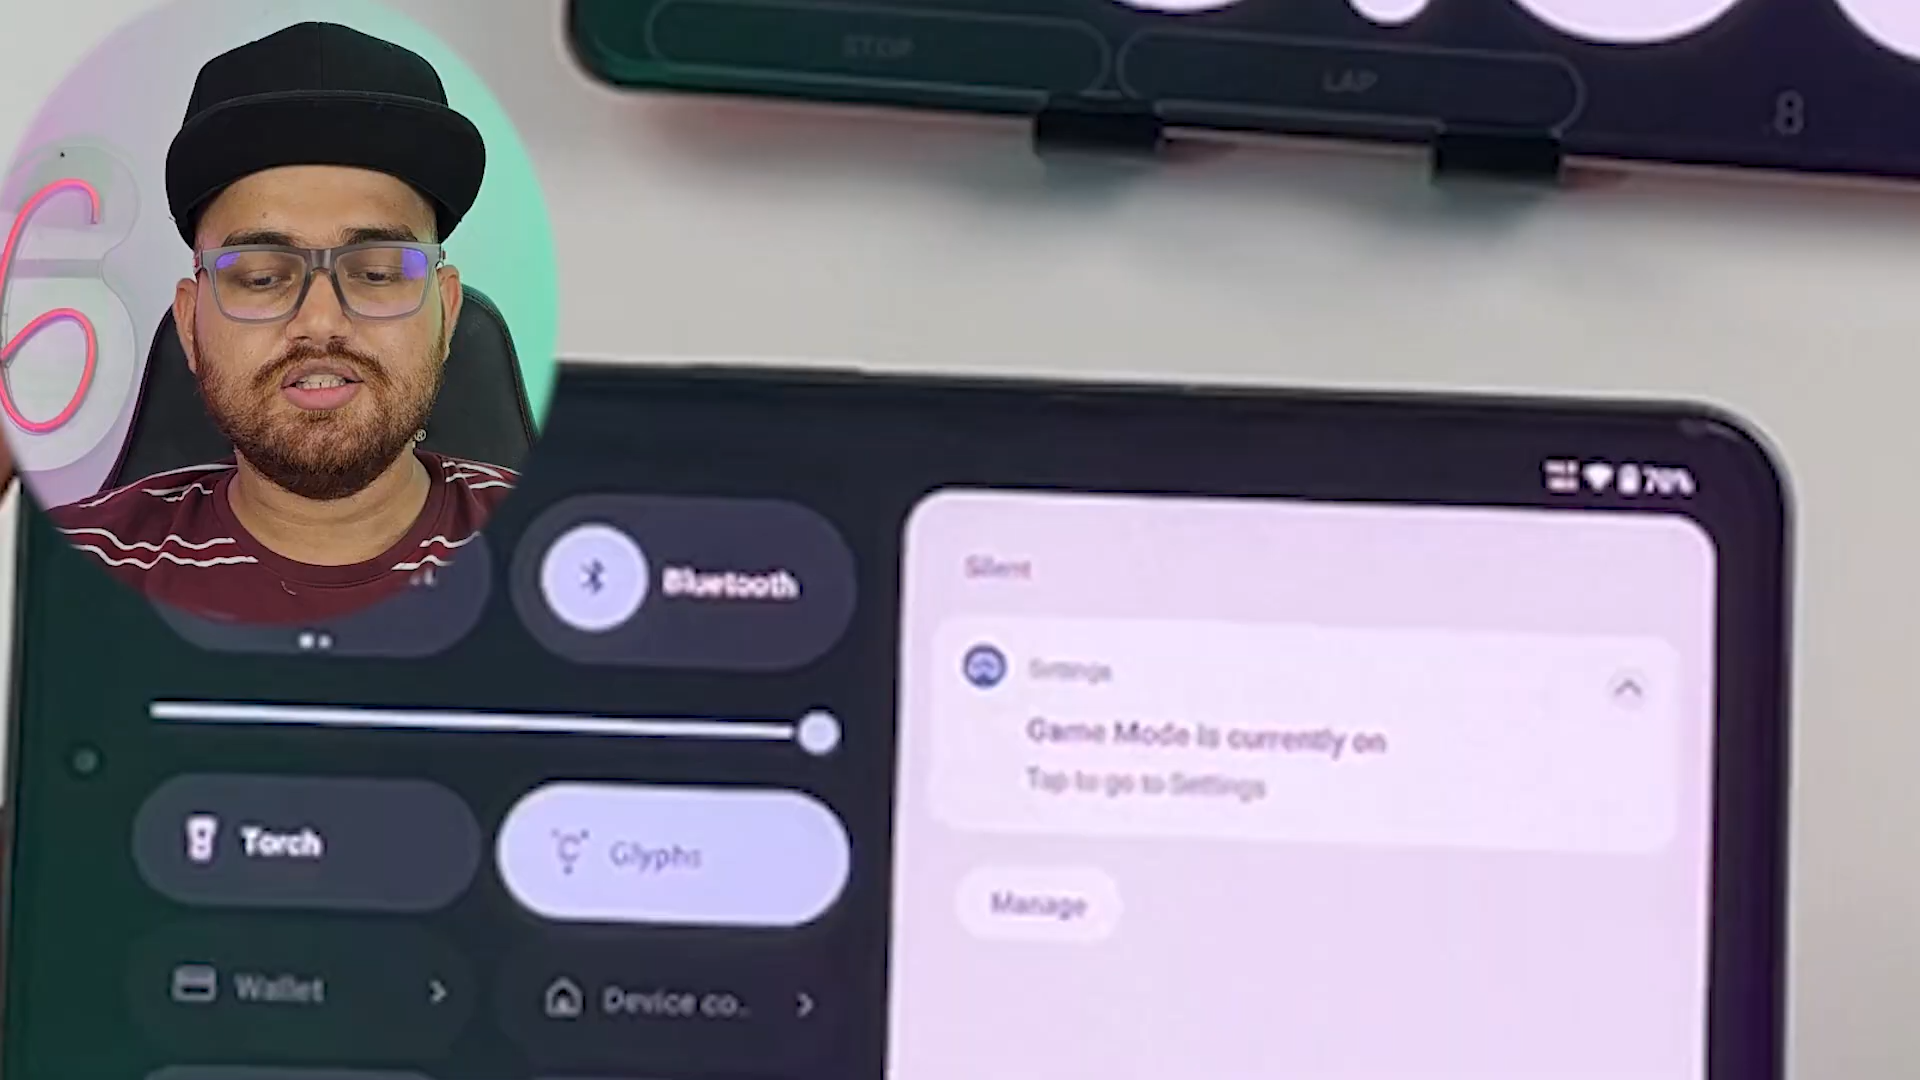 STOP
LAP
8
6
70%
Bluetooth
Silent
Settings
Game Mode is currently on
Tap to go to Settings
Torch
Glyphs
Manage
Wallet
Device co..
®